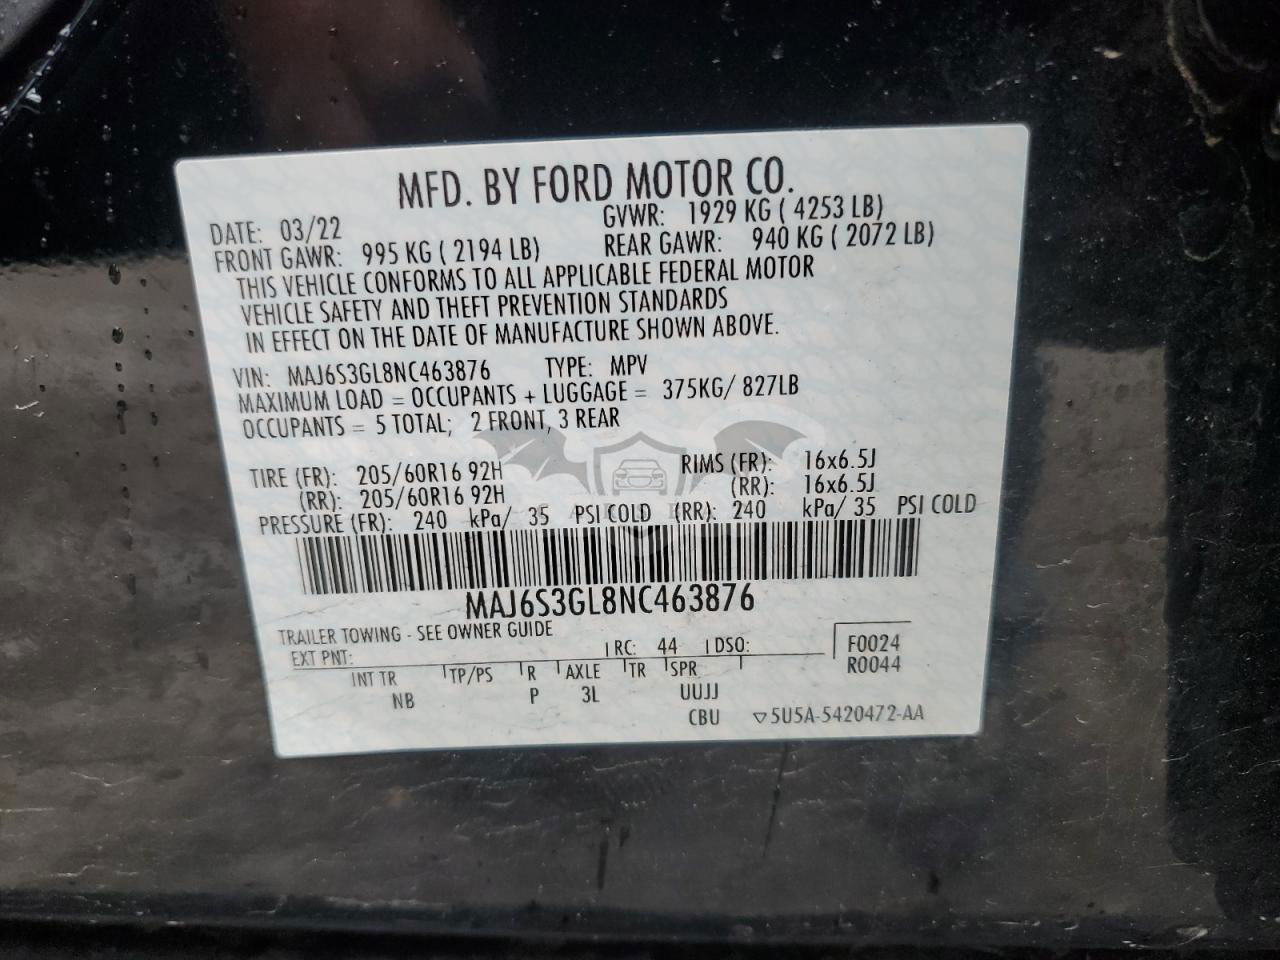 MFD. BY FORD MOTOR CO.
DATE: 03/22 GVWR: 1929 KG ( 4253 LB)
FRONT GAWR: 995 KG ( 2194 LB) REAR GAWR: 940 KG ( 2072 LB)
THIS VEHICLE CONFORMS TO ALL APPLICABLE FEDERAL MOTOR
VEHICLE SAFETY AND THEFT PREVENTION STANDARDS
IN EFFECT ON THE DATE OF MANUFACTURE SHOWN ABOVE.
VIN: MAJ6S3GL8NC463876 TYPE: MPV
MAXIMUM LOAD = OCCUPANTS + LUGGAGE = 375KG/ 827LB
OCCUPANTS = 5 TOTAL; 2 FRONT, 3 REAR
TIRE (FR): 205/60R16 92H RIMS (FR): 16x6.5J
(RR): 205/60R16 92H (RR): 16x6.5J
PRESSURE (FR): 240 kPa/ 35 PSI COLD (RR): 240 kPa/ 35 PSI COLD
MAJ6S3GL8NC463876
TRAILER TOWING - SEE OWNER GUIDE
EXT PNT: RC: 44 DSO: F0024
R0044
INT TR TP/PS R AXLE TR SPR
NB P 3L UUJJ
CBU ▽5U5A-5420472-AA